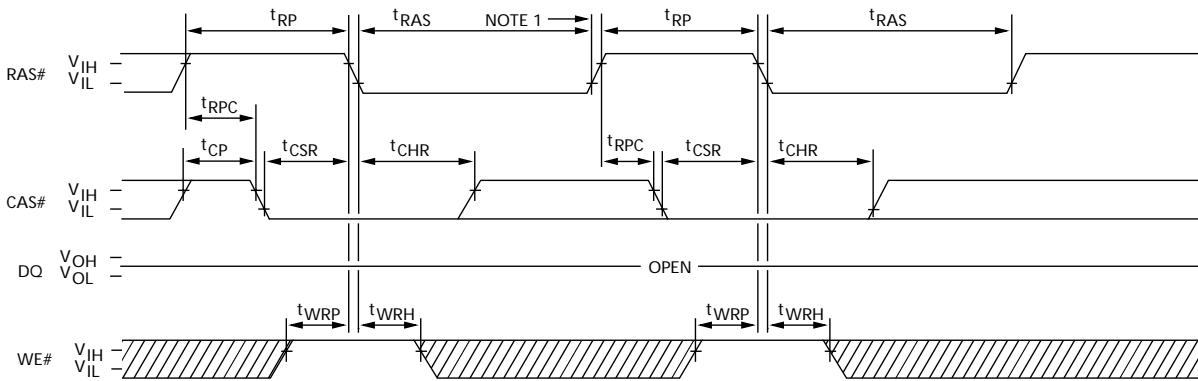 tRP tRAS NOTE 1 tRP tRAS
RAS# VIH
VIL
tRPC
tCP tCSR tCHR tRPC tCSR tCHR
CAS# VIH
VIL
DQ VOH
VOL
OPEN
tWRP tWRH tWRP tWRH
WE# VIH
VIL